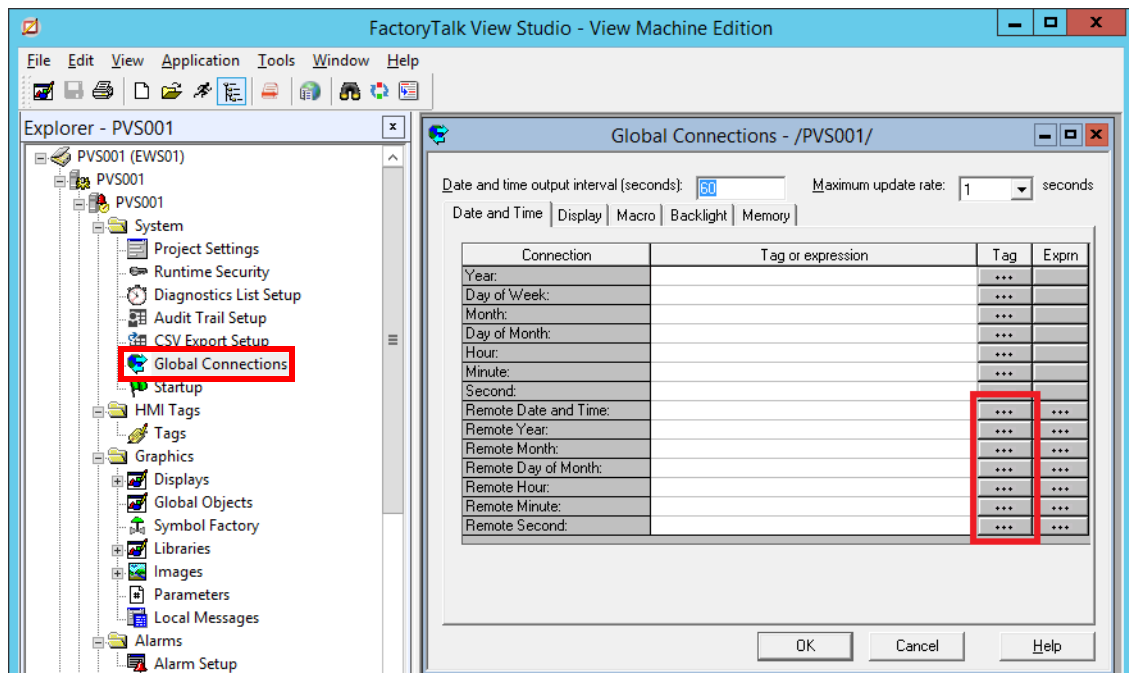 FactoryTalk View Studio - View Machine Edition
File Edit View Application Tools Window Help
Explorer - PVS001
PVS001 (EWS01)
PVS001
PVS001
System
Project Settings
Runtime Security
Diagnostics List Setup
Audit Trail Setup
CSV Export Setup
Global Connections
Startup
HMI Tags
Tags
Graphics
Displays
Global Objects
Symbol Factory
Libraries
Images
Parameters
Local Messages
Alarms
Alarm Setup
Global Connections - /PVS001/
Date and time output interval (seconds): 60 Maximum update rate: 1 seconds
Date and Time Display Macro Backlight Memory
Connection Tag or expression Tag Exprn
Year: ...
Day of Week: ...
Month: ...
Day of Month: ...
Hour: ...
Minute: ...
Second:
Remote Date and Time: ... ...
Remote Year: ... ...
Remote Month: ... ...
Remote Day of Month: ... ...
Remote Hour: ... ...
Remote Minute: ... ...
Remote Second: ... ...
OK Cancel Help